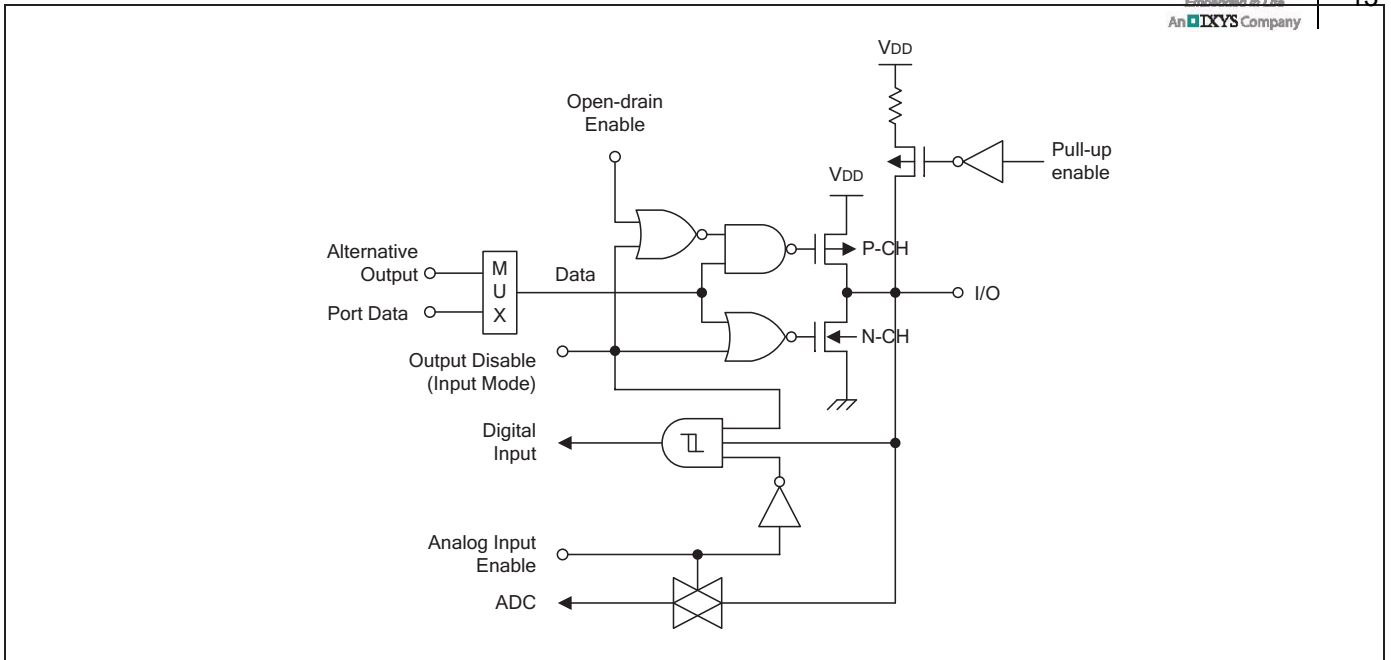 An IXYS Company
VDD
Open-drain
Enable
Pull-up
enable
VDD
P-CH
Alternative
Output
M
U
X
Data
Port Data
I/O
N-CH
Output Disable
(Input Mode)
Digital
Input
Analog Input
Enable
ADC